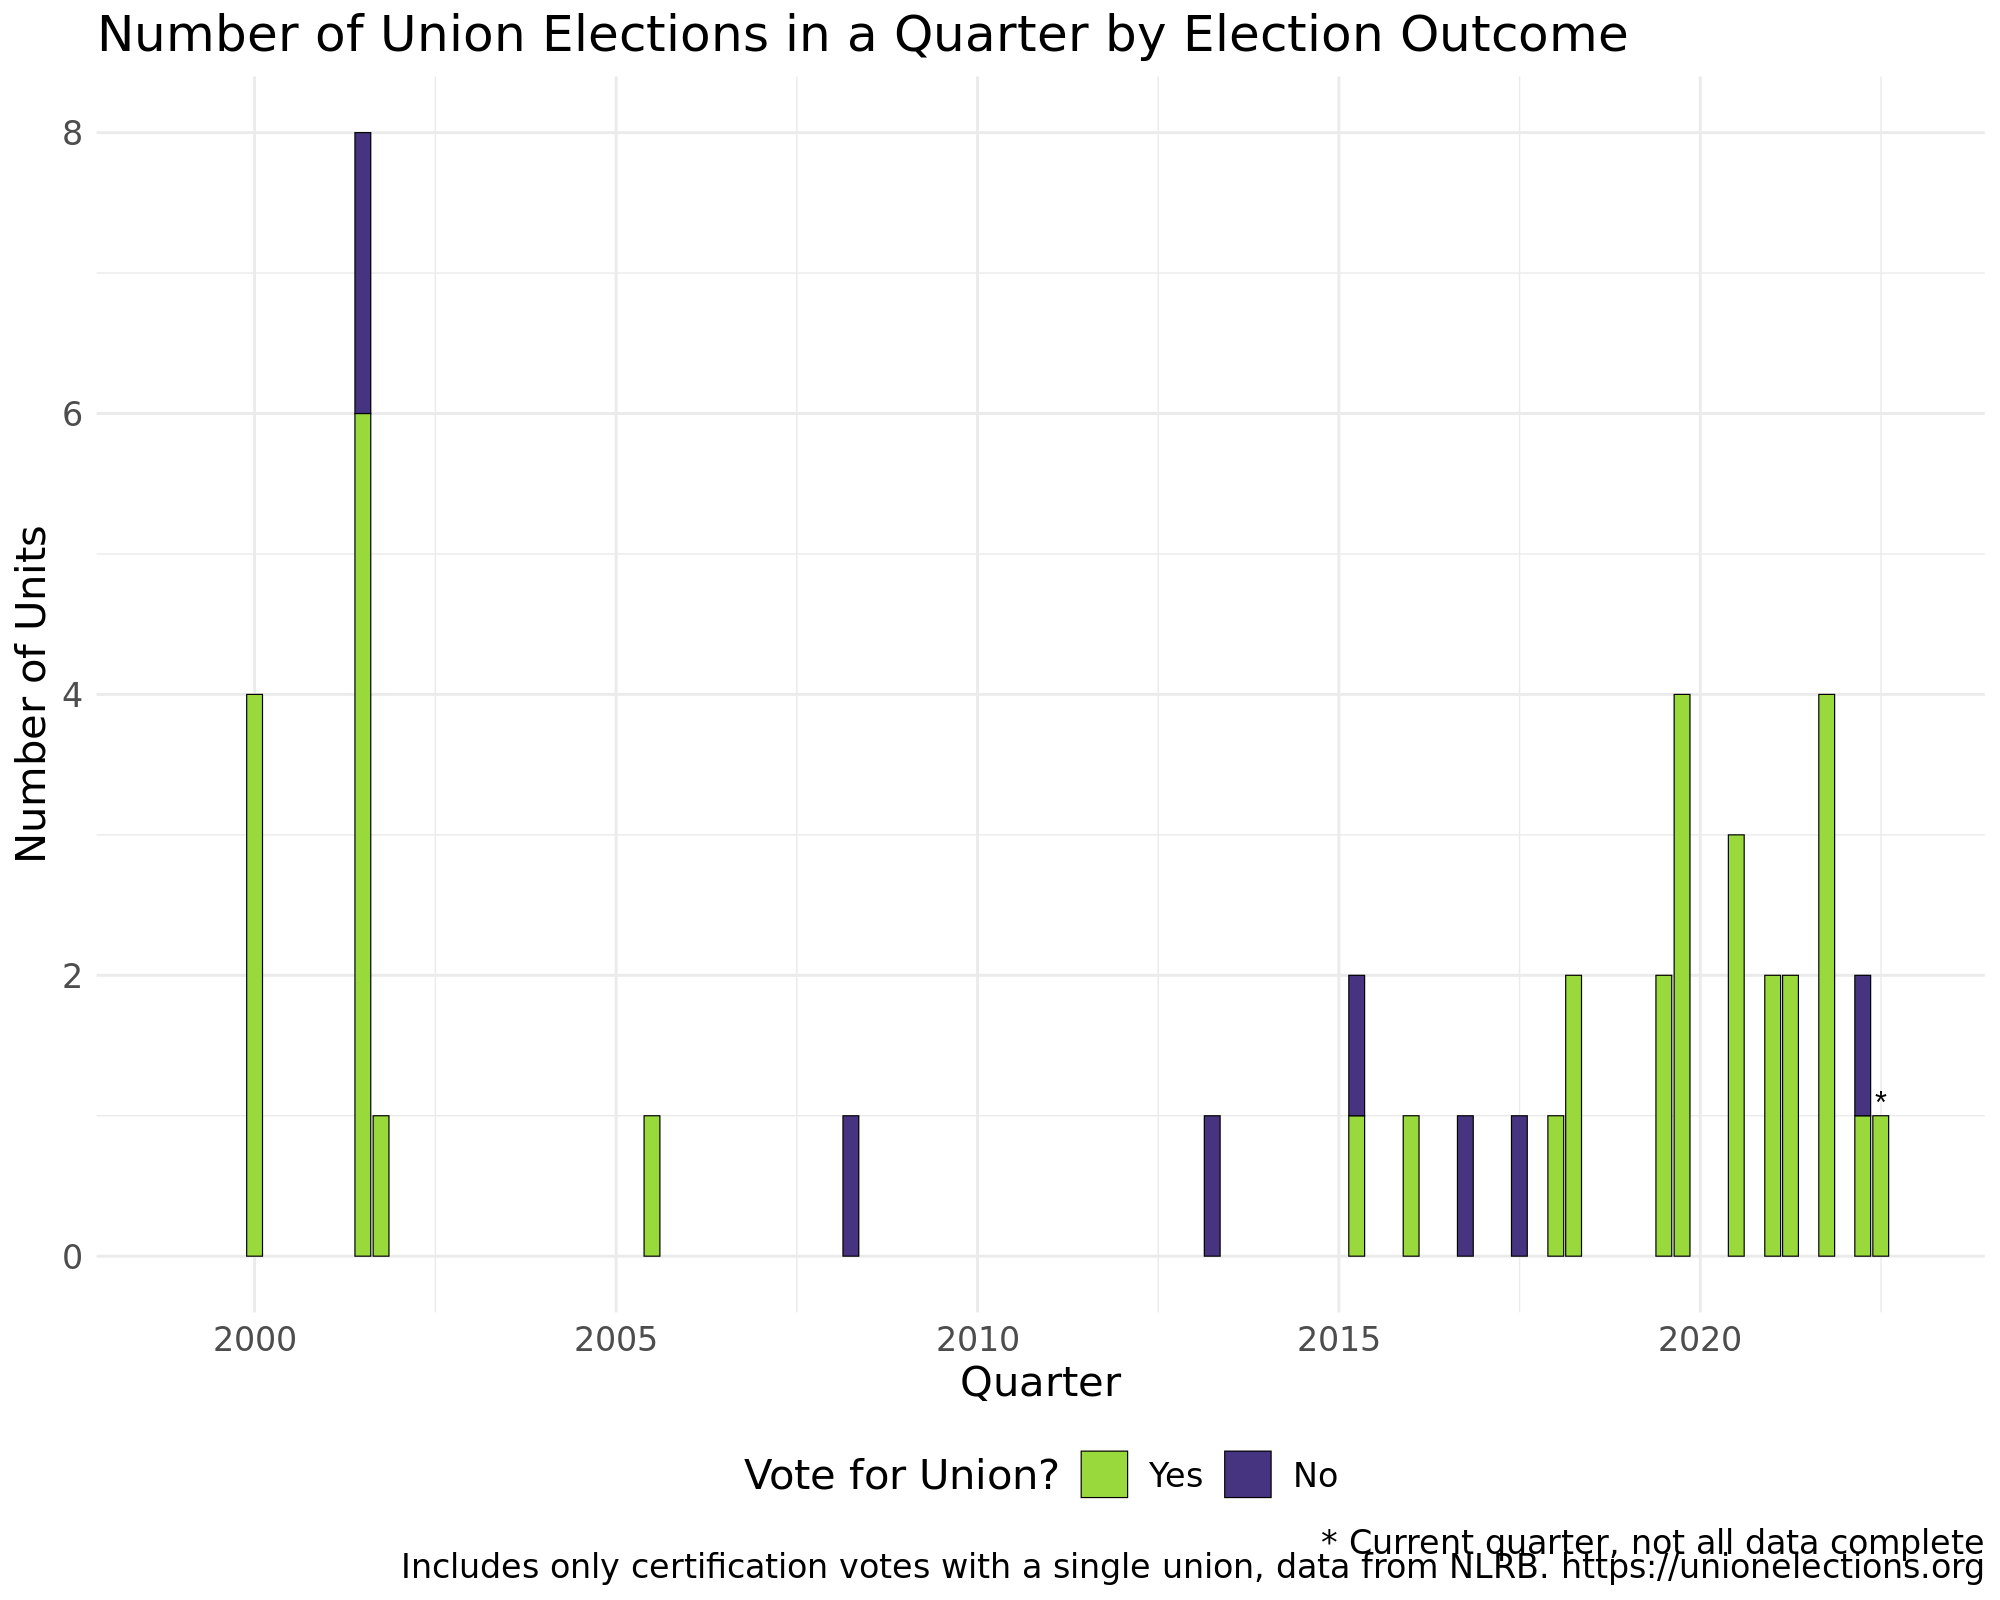 Number of Union Elections in a Quarter by Election Outcome
8
6
4
2
0
Number of Units
*
2000 2005 2010 2015 2020
Quarter
Vote for Union? Yes No
* Current quarter, not all data complete
Includes only certification votes with a single union, data from NLRB. https://unionelections.org